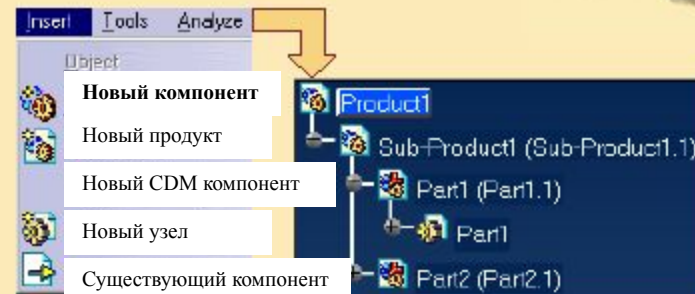 Insert Tools Analyze
Object
Новый компонент
Новый продукт
Новый CDM компонент
Новый узел
Существующий компонент
Product1
Sub-Product1 (Sub-Product1.1)
Part1 (Part1.1)
Part1
Part2 (Part2.1)